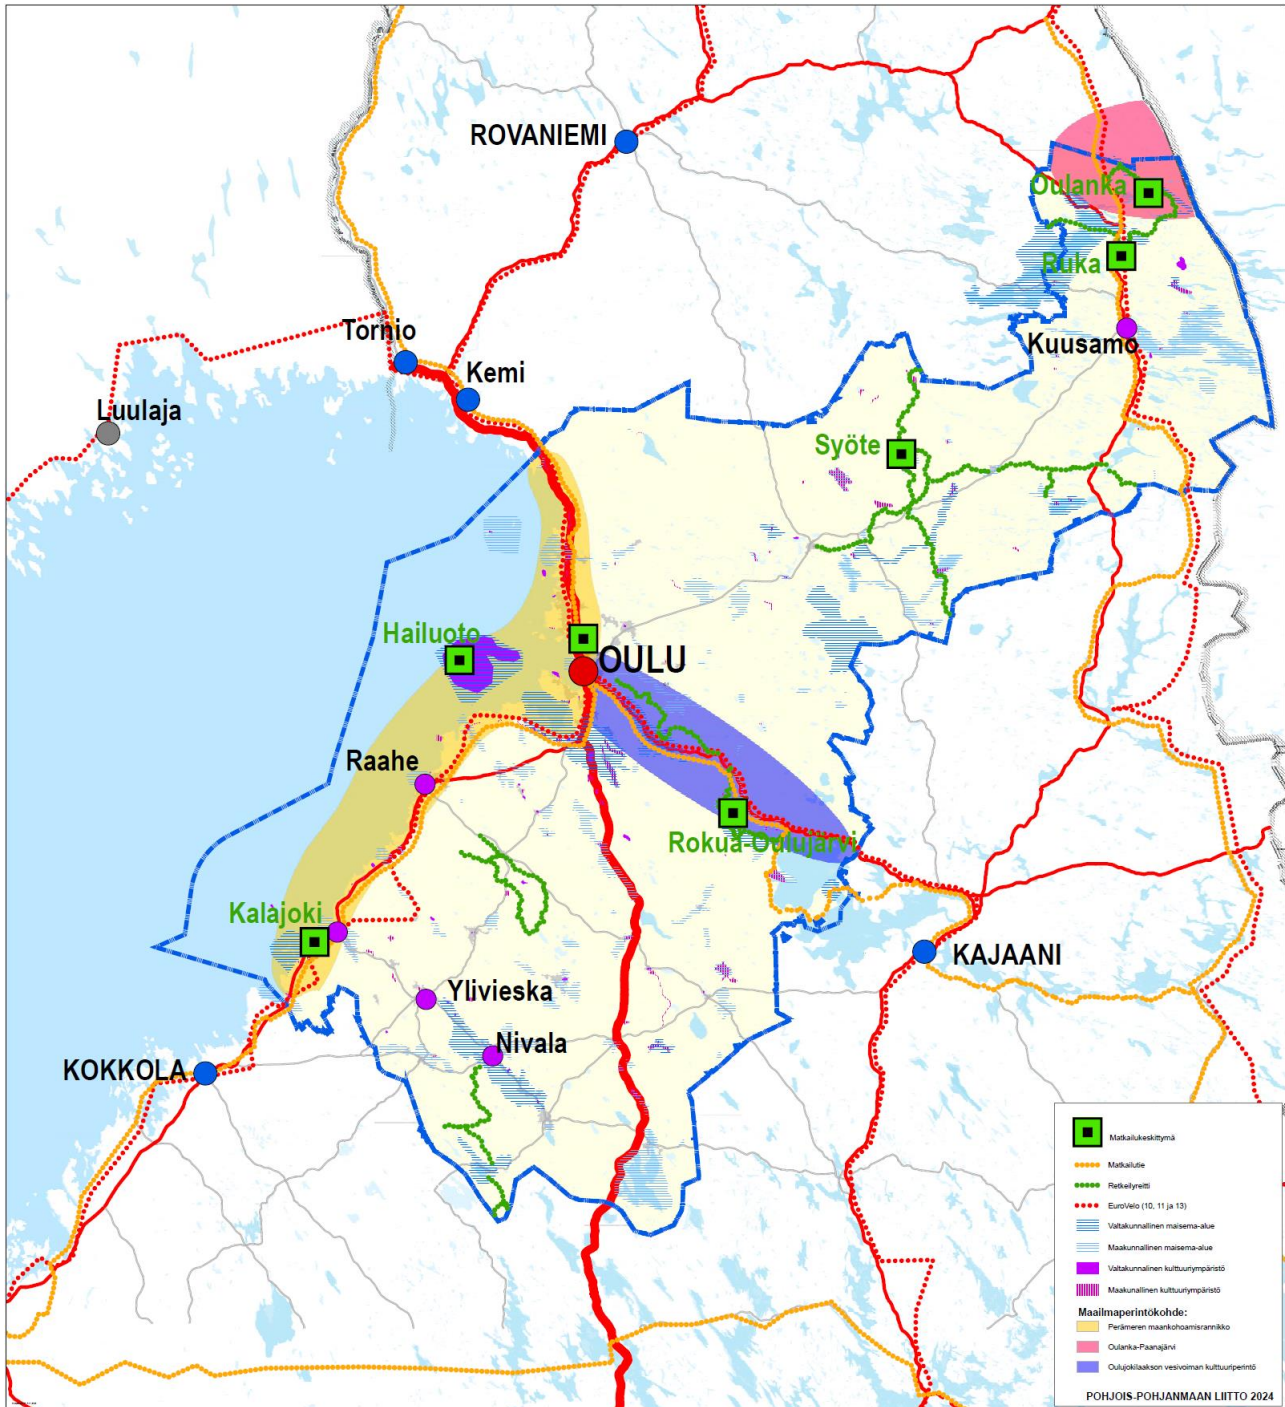 ROVANIEMI
Oulanka
Ruka
Tornio
Kuusamo
Kemi
Luulaja
Syöte
Hailuoto
OULU
Raahe
Rokua-Oulujärvi
Kalajoki
KAJAANI
Ylivieska
Nivala
KOKKOLA
Matkailukeskittymä
Matkailutie
Retkeilyreitti
EuroVelo (10, 11 ja 13)
Valtakunnallinen maisema-alue
Maakunnallinen maisema-alue
Valtakunnalinen kulttuuriympäristö
Maakunallinen kulttuuriympäristö
Maailmaperintökohde:
Perämeren maankohoamisrannikko
Oulanka-Paanajärvi
Oulujokilaakson vesivoiman kulttuuriperintö
POHJOIS-POHJANMAAN LIITTO 2024